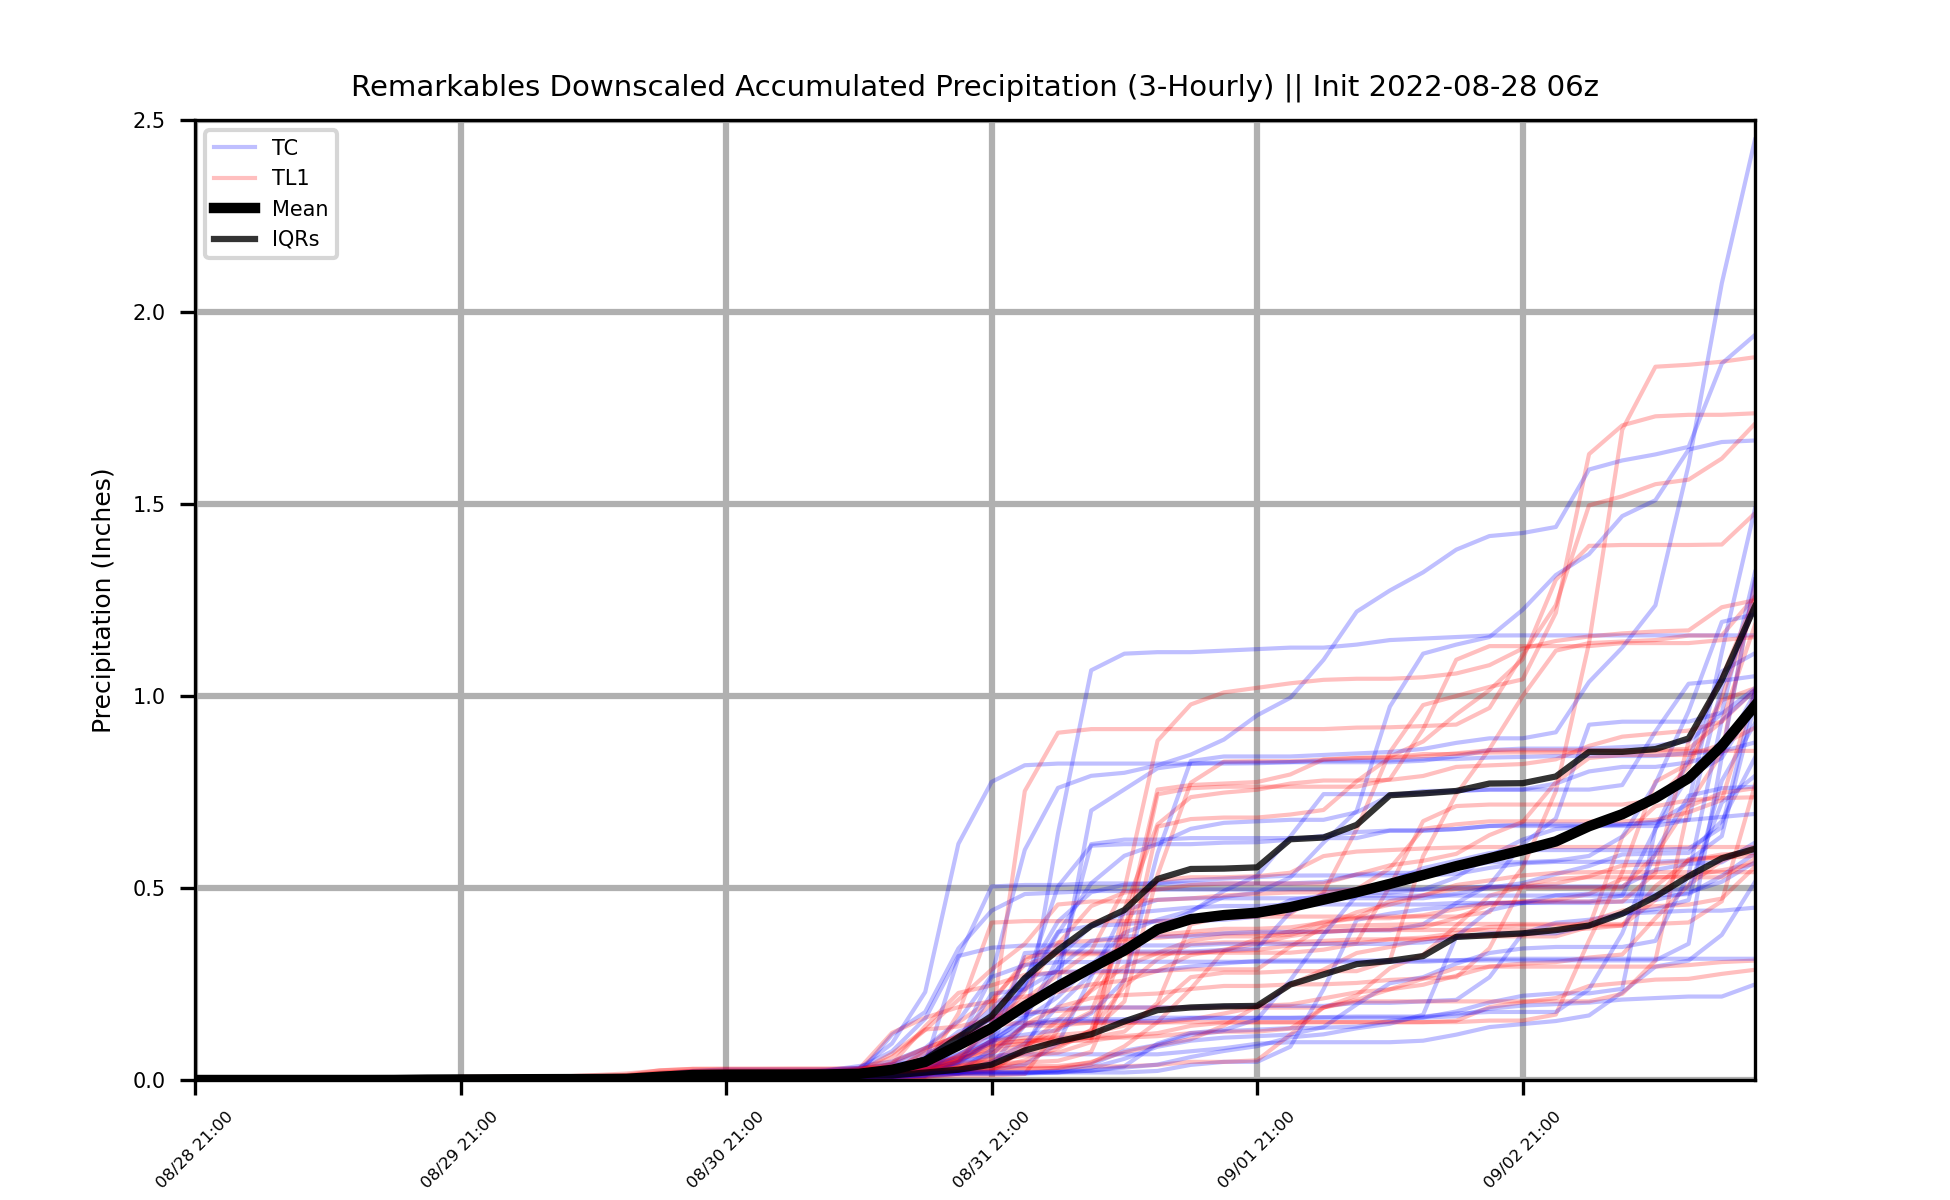 Remarkables Downscaled Accumulated Precipitation (3-Hourly) || Init 2022-08-28 06z
TC
TL1
Mean
IQRs
Precipitation (Inches)
2.5
2.0
1.5
1.0
0.5
0.0
08/28 21:00
08/29 21:00
08/30 21:00
08/31 21:00
09/01 21:00
09/02 21:00